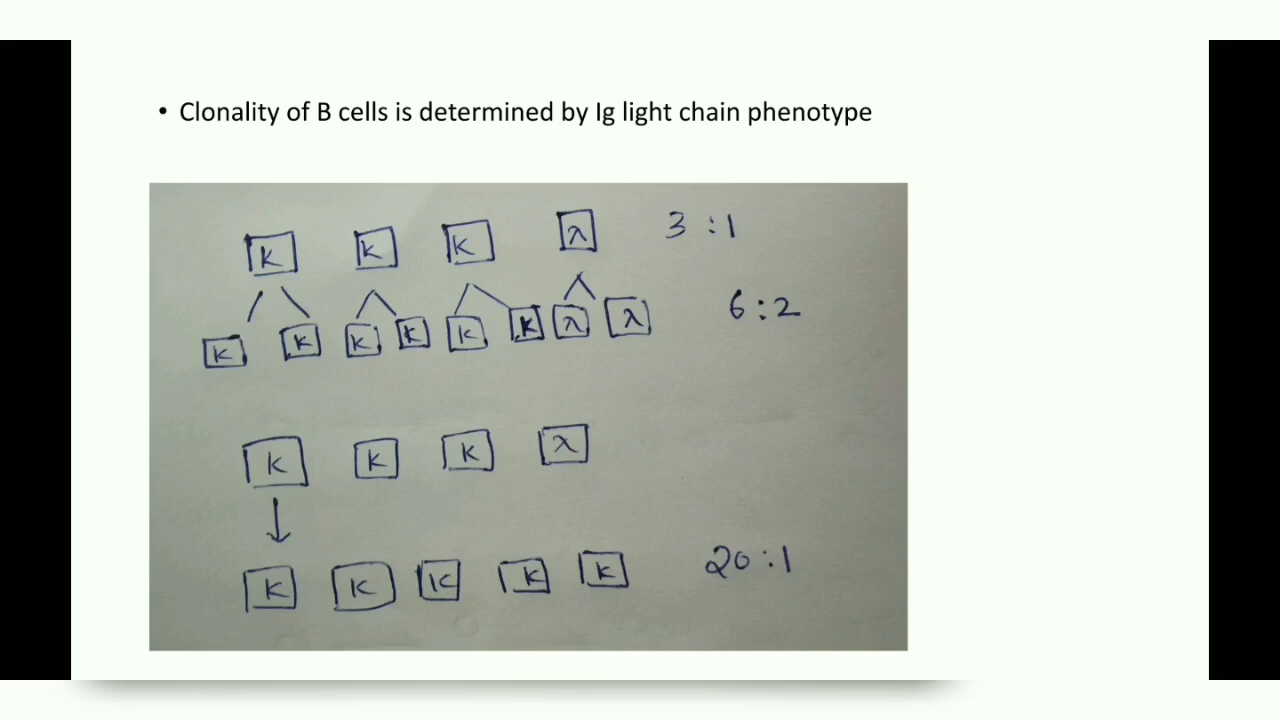 • Clonality of B cells is determined by Ig light chain phenotype
K K K λ 3 : 1
K K K K K K λ λ 6 : 2
K K K λ
K K K K K 20 : 1